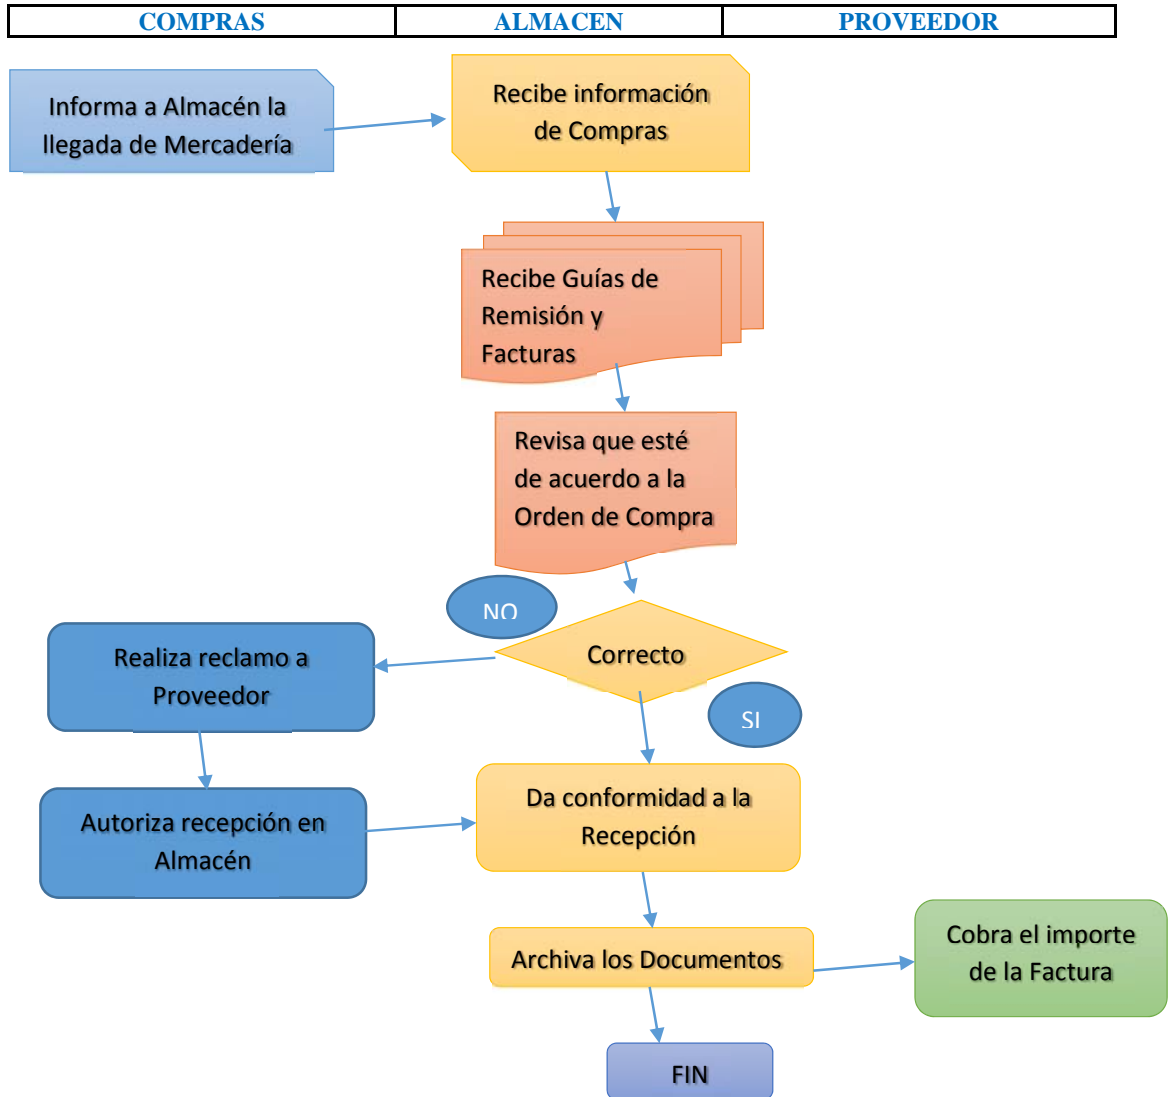 COMPRAS ALMACEN PROVEEDOR
Informa a Almacén la
llegada de Mercadería
Recibe información
de Compras
Recibe Guías de
Remisión y
Facturas
Revisa que esté
de acuerdo a la
Orden de Compra
NO
Correcto
Realiza reclamo a
Proveedor
SI
Autoriza recepción en
Almacén
Da conformidad a la
Recepción
Archiva los Documentos
Cobra el importe
de la Factura
FIN